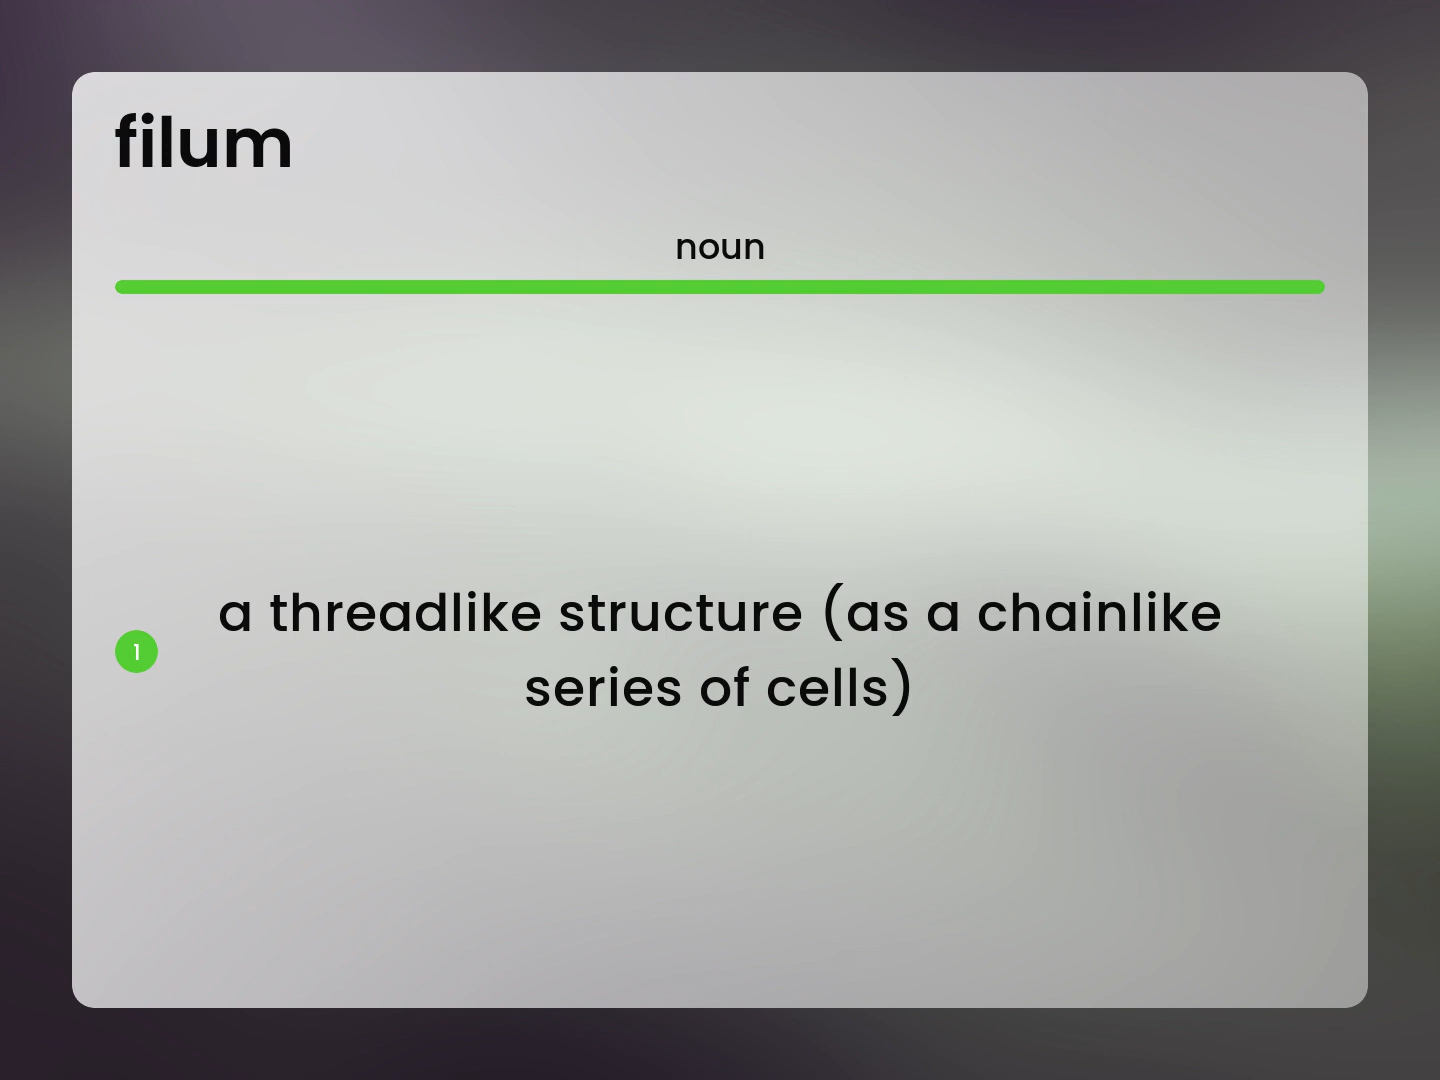 filum
noun
1
a threadlike structure (as a chainlike
series of cells)